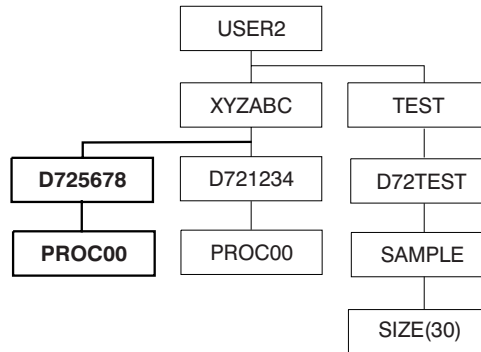 USER2
XYZABC
TEST
D725678
D721234
D72TEST
PROC00
PROC00
SAMPLE
SIZE(30)